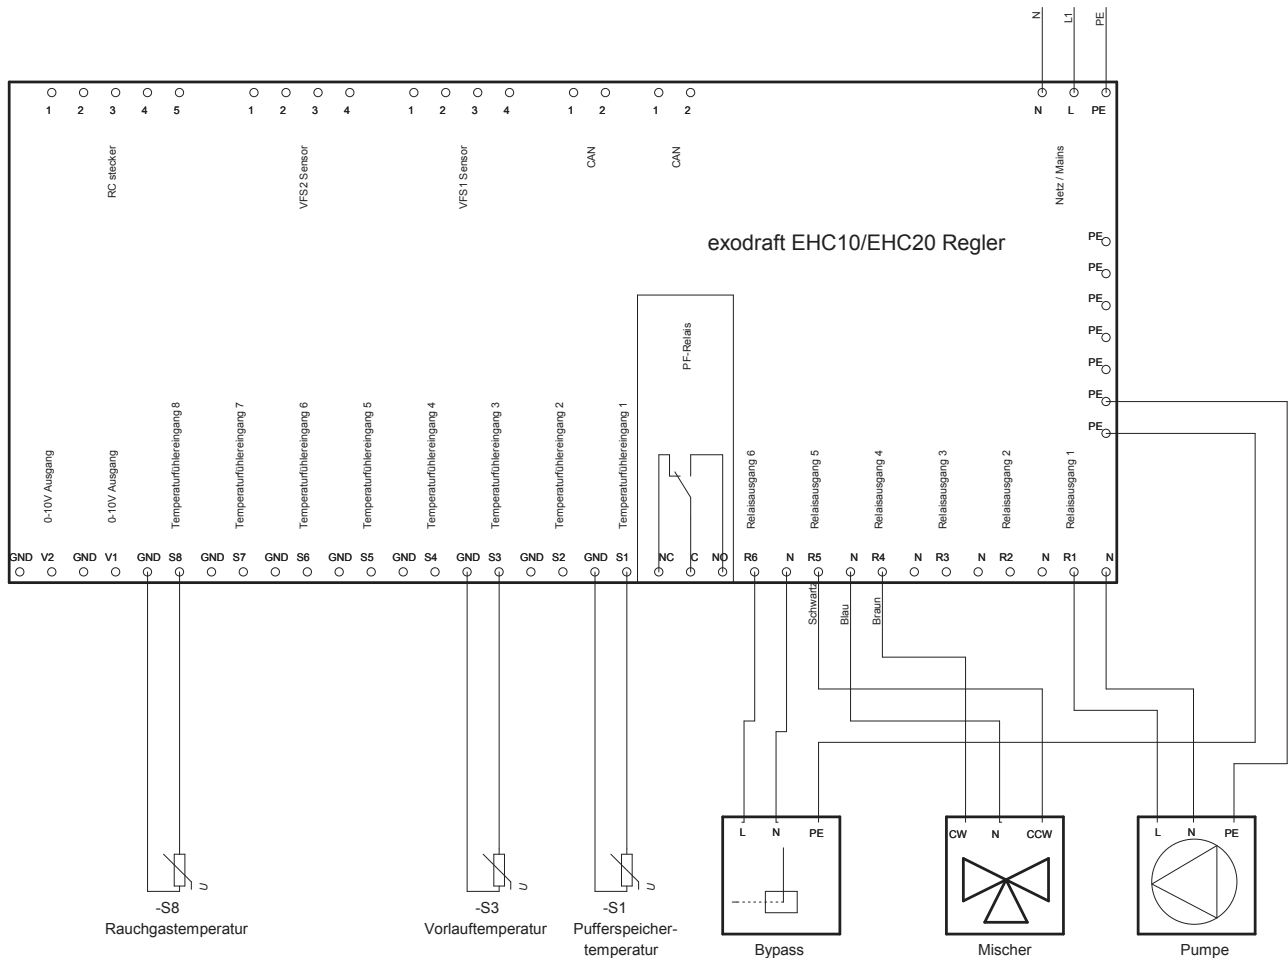 N L1 PE
1 2 3 4 5 1 2 3 4 1 2 3 4 1 2 1 2 N L PE
RC stecker
VFS2 Sensor
VFS1 Sensor
CAN
CAN
Netz / Mains
exodraft EHC10/EHC20 Regler
PE
PE
PE
PE
PE
PE
PE
PF-Relais
0-10V Ausgang
0-10V Ausgang
Temperaturfühlereingang 8
Temperaturfühlereingang 7
Temperaturfühlereingang 6
Temperaturfühlereingang 5
Temperaturfühlereingang 4
Temperaturfühlereingang 3
Temperaturfühlereingang 2
Temperaturfühlereingang 1
Relaisausgang 6
Relaisausgang 5
Relaisausgang 4
Relaisausgang 3
Relaisausgang 2
Relaisausgang 1
GND V2 GND V1 GND S8 GND S7 GND S6 GND S5 GND S4 GND S3 GND S2 GND S1 NC C NO R6 N R5 N R4 N R3 N R2 N R1 N
Schwartz
Blau
Braun
L N PE
CW N CCW
L N PE
U
U
U
-S8
Rauchgastemperatur
-S3
Vorlauftemperatur
-S1
Pufferspeicher-
temperatur
Bypass
Mischer
Pumpe